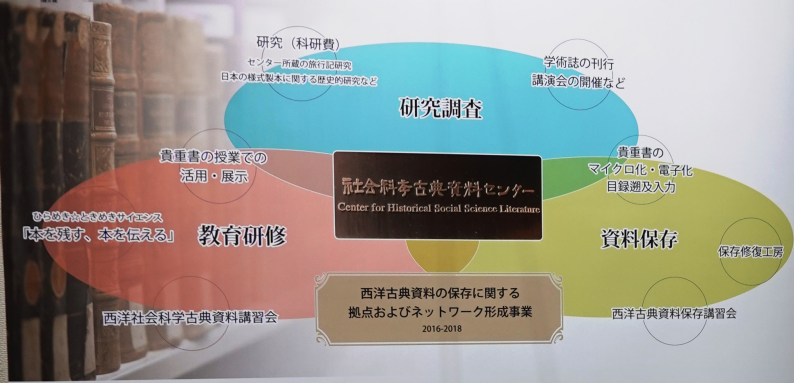 研究（科研費）
センター所蔵の旅行記研究
日本の様式製本に関する歴史的研究など
学術誌の刊行
講演会の開催など
研究調査
貴重書の授業での
活用・展示
貴重書の
マイクロ化・電子化
目録遡及入力
社会科学古典資料センター
Center for Historical Social Science Literature
ひらめき☆ときめきサイエンス
「本を残す、本を伝える」
教育研修
資料保存
保存修復工房
西洋古典資料の保存に関する
拠点およびネットワーク形成事業
2016-2018
西洋社会科学古典資料講習会
西洋古典資料保存講習会